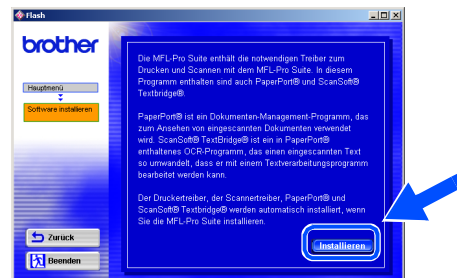 Flash
brother
Hauptmenü
Software installieren
Die MFL-Pro Suite enthält die notwendigen Treiber zum
Drucken und Scannen mit dem MFL-Pro Suite. In diesem
Programm enthalten sind auch PaperPort® und ScanSoft®
Textbridge®.
PaperPort® ist ein Dokumenten-Management-Programm, das
zum Ansehen von eingescannten Dokumenten verwendet
wird. ScanSoft® TextBridge® ist ein in PaperPort®
enthaltenes OCR-Programm, das einen eingescannten Text
so umwandelt, dass er mit einem Textverarbeitungsprogramm
bearbeitet werden kann.
Der Druckertreiber, der Scannertreiber, PaperPort® und
ScanSoft® Textbridge® werden automatisch installiert, wenn
Sie die MFL-Pro Suite installieren.
Installieren
Zurück
Beenden